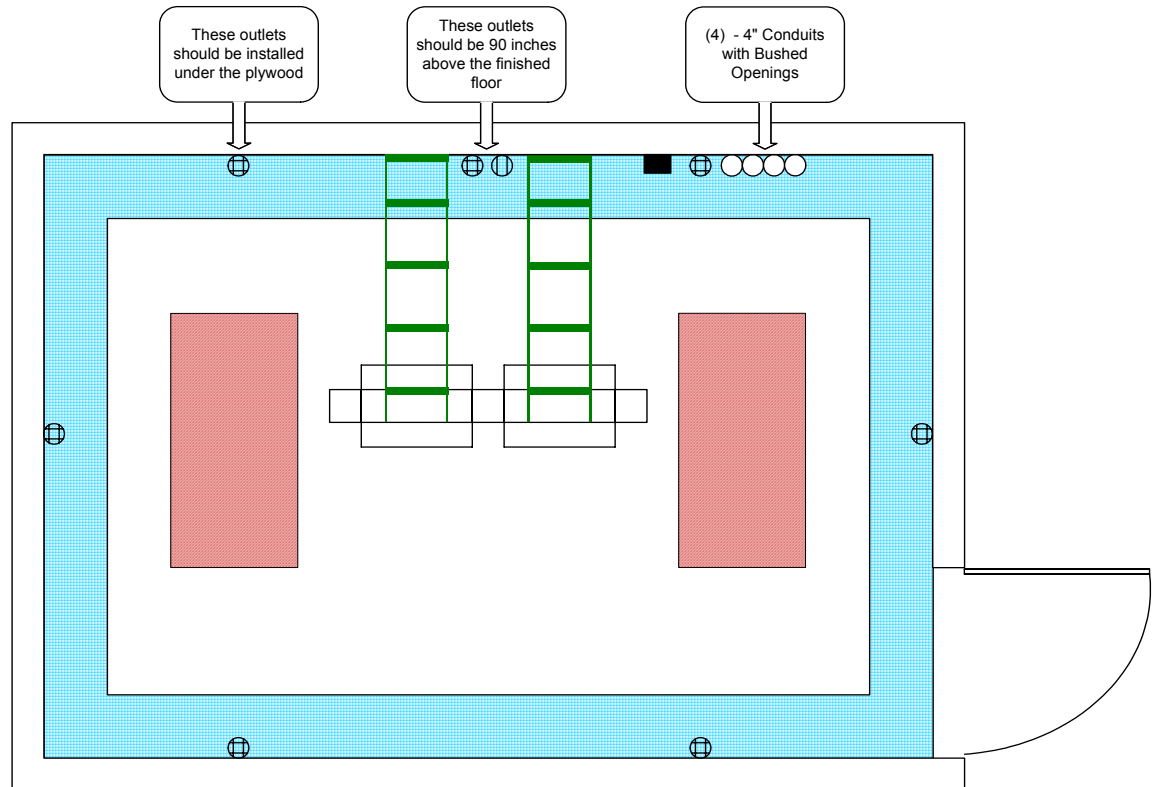 These outlets
should be installed
under the plywood
These outlets
should be 90 inches
above the finished
floor
(4) - 4" Conduits
with Bushed
Openings